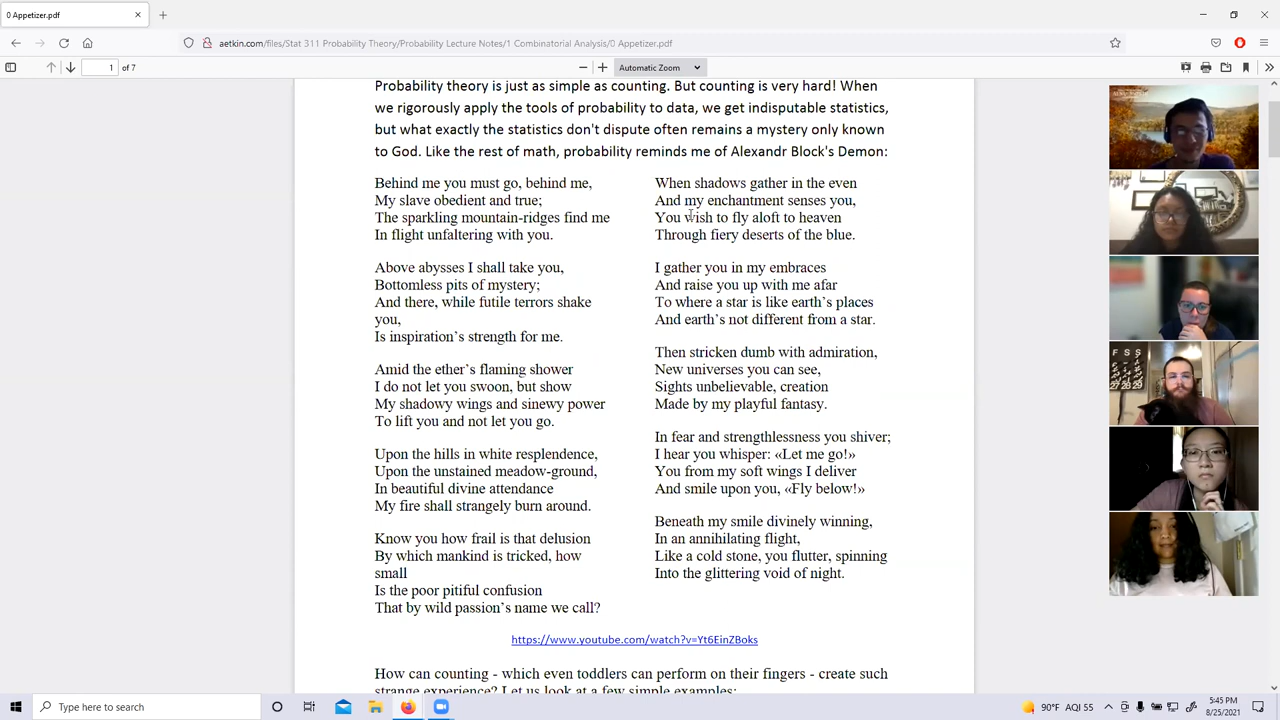 0 Appetizer.pdf
aetkin.com/files/Stat 311 Probability Theory/Probability Lecture Notes/1 Combinatorial Analysis/0 Appetizer.pdf
1 of 7
Automatic Zoom
Probability theory is just as simple as counting. But counting is very hard! When
we rigorously apply the tools of probability to data, we get indisputable statistics,
but what exactly the statistics don't dispute often remains a mystery only known
to God. Like the rest of math, probability reminds me of Alexandr Block's Demon:
Behind me you must go, behind me,
My slave obedient and true;
The sparkling mountain-ridges find me
In flight unfaltering with you.
Above abysses I shall take you,
Bottomless pits of mystery;
And there, while futile terrors shake
you,
Is inspiration’s strength for me.
Amid the ether’s flaming shower
I do not let you swoon, but show
My shadowy wings and sinewy power
To lift you and not let you go.
Upon the hills in white resplendence,
Upon the unstained meadow-ground,
In beautiful divine attendance
My fire shall strangely burn around.
Know you how frail is that delusion
By which mankind is tricked, how
small
Is the poor pitiful confusion
That by wild passion’s name we call?
When shadows gather in the even
And my enchantment senses you,
You wish to fly aloft to heaven
Through fiery deserts of the blue.
I gather you in my embraces
And raise you up with me afar
To where a star is like earth’s places
And earth’s not different from a star.
Then stricken dumb with admiration,
New universes you can see,
Sights unbelievable, creation
Made by my playful fantasy.
In fear and strengthlessness you shiver;
I hear you whisper: «Let me go!»
You from my soft wings I deliver
And smile upon you, «Fly below!»
Beneath my smile divinely winning,
In an annihilating flight,
Like a cold stone, you flutter, spinning
Into the glittering void of night.
https://www.youtube.com/watch?v=Yt6EinZBoks
How can counting - which even toddlers can perform on their fingers - create such
strange experience? Let us look at a few simple examples:
F S S
Type here to search
90°F AQI 55
5:45 PM
8/25/2021